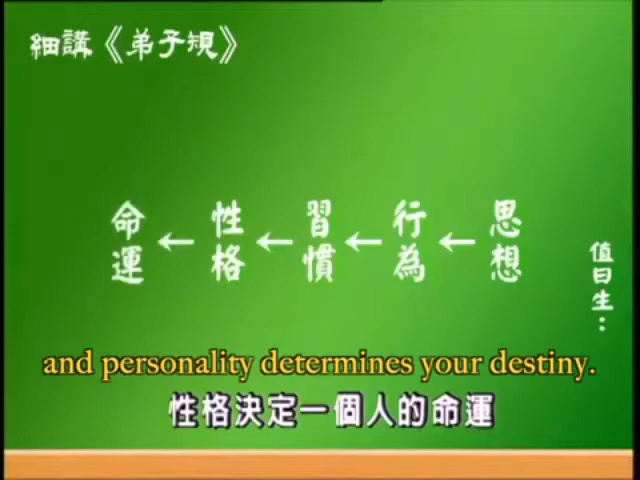 細講《弟子規》
命運 ← 性格 ← 習慣 ← 行為 ← 思想
值日生：
and personality determines your destiny.
性格決定一個人的命運